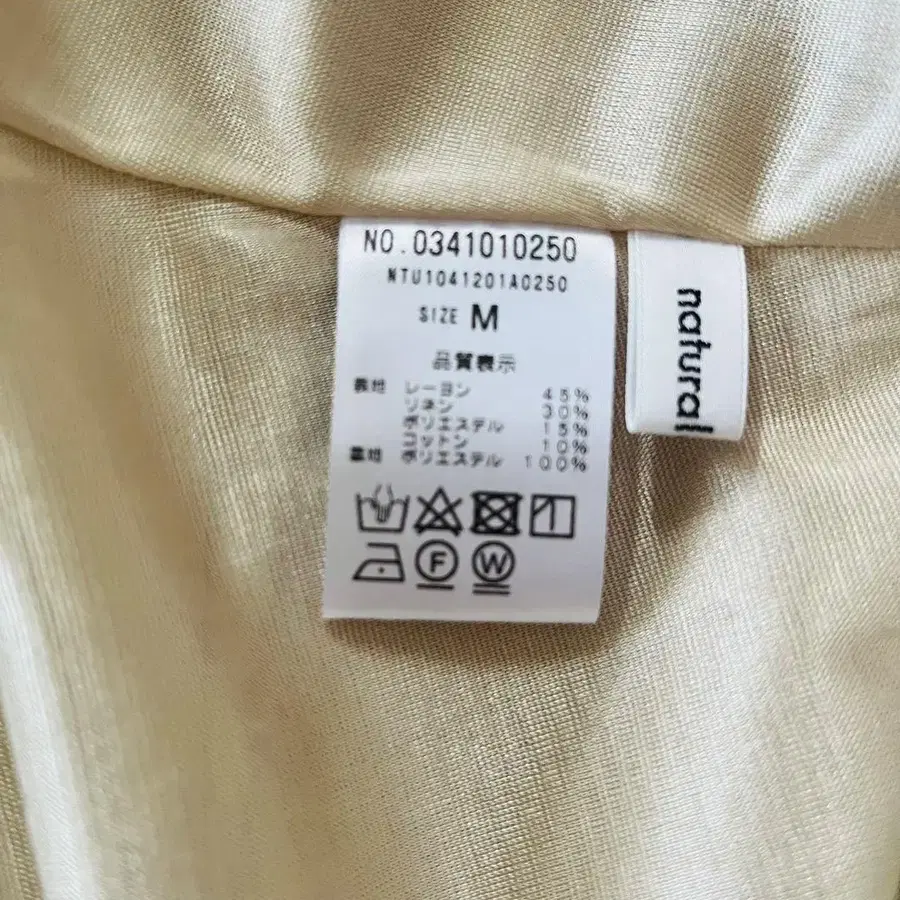 NO.0341010250
NTU1041201A0250
SIZE M
品質表示
表地 レーヨン 45%
リネン 30%
ポリエステル 15%
コットン 10%
裏地 ポリエステル 100%
F W
natural